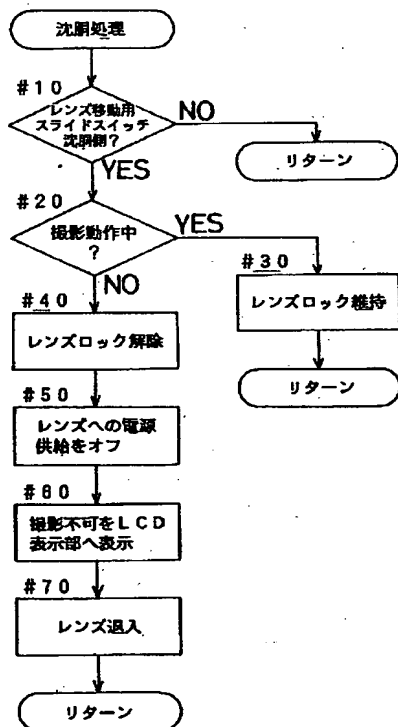 沈胴処理
#10
レンズ移動用
スライドスイッチ
沈胴側?
NO
リターン
YES
#20
撮影動作中
?
YES
NO
#30
レンズロック維持
リターン
#40
レンズロック解除
#50
レンズへの電源
供給をオフ
#60
撮影不可をLCD
表示部へ表示
#70
レンズ退入
リターン